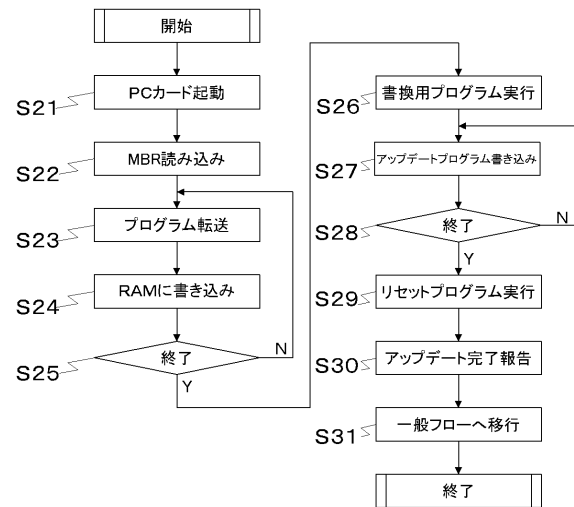 開始
S21
PCカード起動
S22
MBR読み込み
S23
プログラム転送
S24
RAMに書き込み
S25
終了
N
Y
S26
書換用プログラム実行
S27
アップデートプログラム書き込み
S28
終了
N
Y
S29
リセットプログラム実行
S30
アップデート完了報告
S31
一般フローへ移行
終了